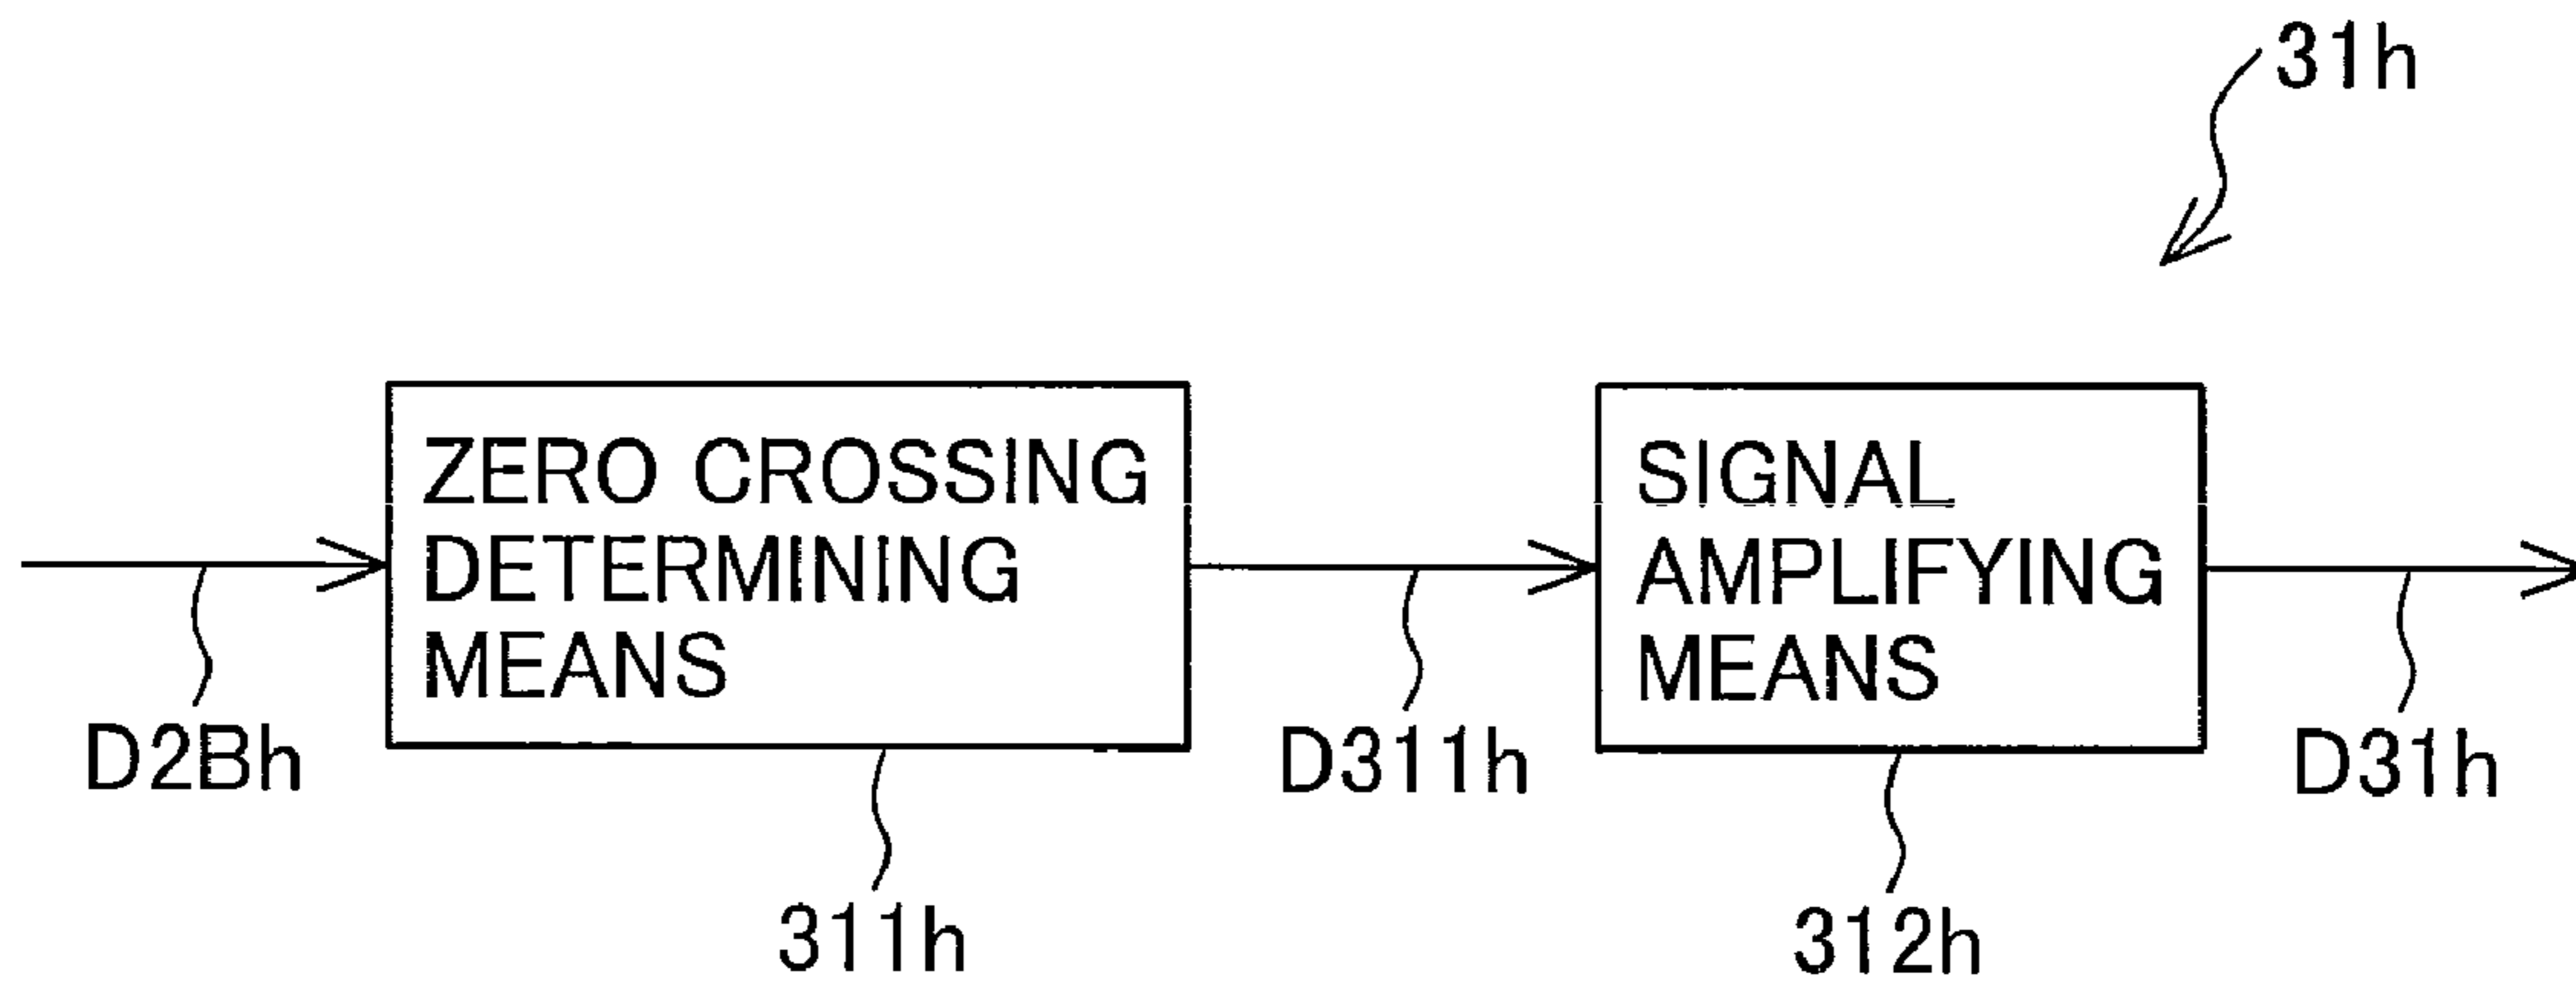 31h
ZERO CROSSING
DETERMINING
MEANS
SIGNAL
AMPLIFYING
MEANS
D2Bh
D311h
D31h
311h
312h